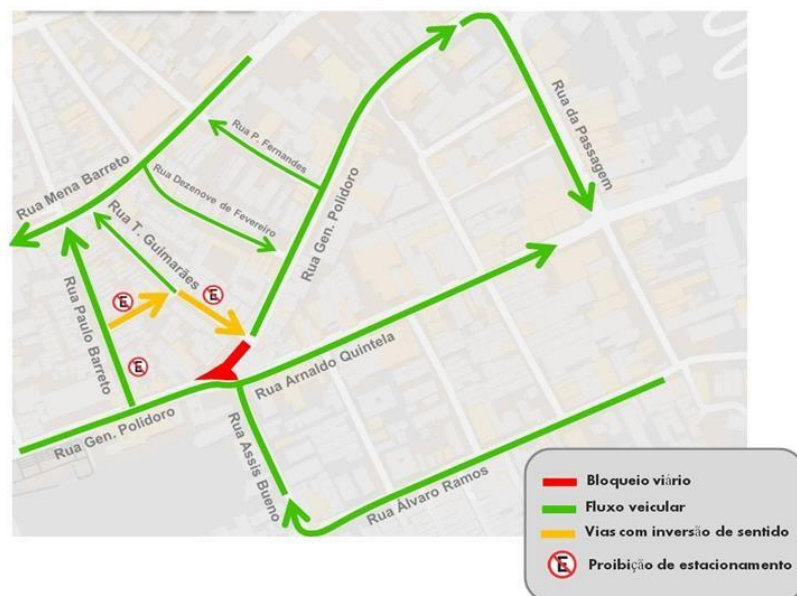 Rua Mena Barreto
Rua P. Fernandes
Rua Dezenove de Fevereiro
Rua T. Guimarães
Rua Gen. Polidoro
Rua da Passagem
Rua Paulo Barreto
E
E
E
Rua Gen. Polidoro
Rua Arnaldo Quintela
Rua Assis Bueno
Rua Álvaro Ramos
Bloqueio viário
Fluxo veicular
Vias com inversão de sentido
E Proibição de estacionamento